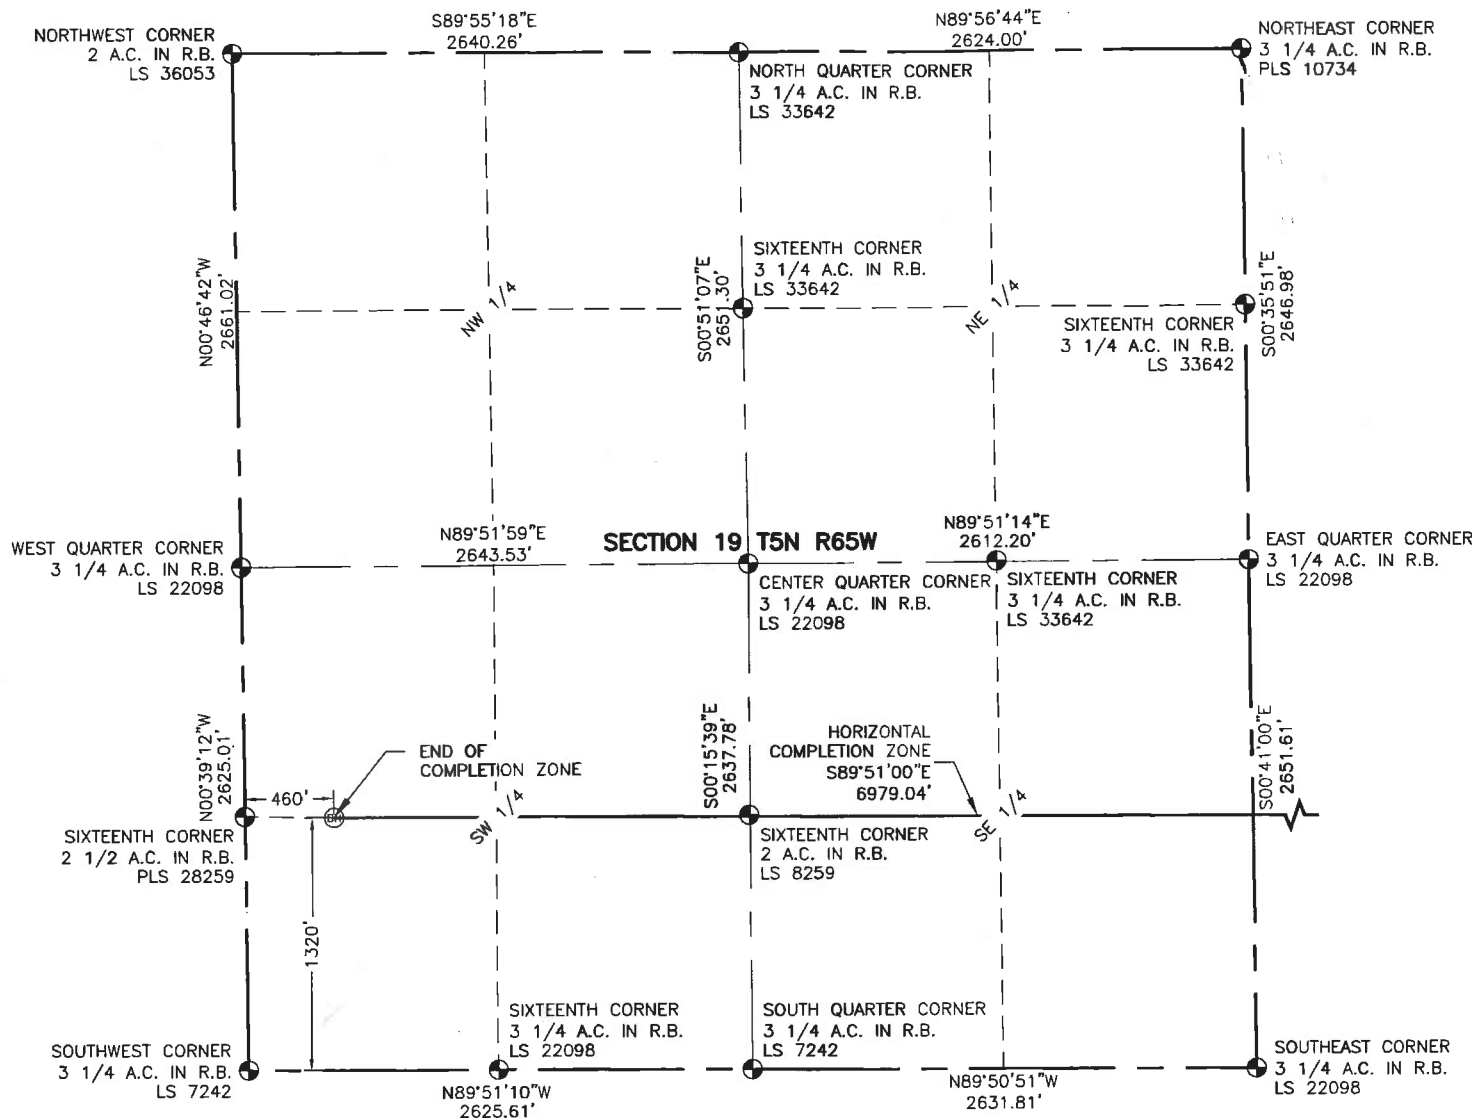 S89°55'18"E
2640.26'
N89°56'44"E
2624.00'
NORTHWEST CORNER
2 A.C. IN R.B.
LS 36053
NORTHEAST CORNER
3 1/4 A.C. IN R.B.
PLS 10734
NORTH QUARTER CORNER
3 1/4 A.C. IN R.B.
LS 33642
N00°46'42"W
2661.02'
NW 1/4
SIXTEENTH CORNER
3 1/4 A.C. IN R.B.
LS 33642
S00°51'07"E
2651.30'
NE 1/4
SIXTEENTH CORNER
3 1/4 A.C. IN R.B.
LS 33642
S00°35'51"E
2646.98'
WEST QUARTER CORNER
3 1/4 A.C. IN R.B.
LS 22098
N89°51'59"E
2643.53'
SECTION 19 T5N R65W
N89°51'14"E
2612.20'
CENTER QUARTER CORNER
3 1/4 A.C. IN R.B.
LS 22098
SIXTEENTH CORNER
3 1/4 A.C. IN R.B.
LS 33642
EAST QUARTER CORNER
3 1/4 A.C. IN R.B.
LS 22098
N00°39'12"W
2625.01'
END OF
COMPLETION ZONE
460'
S00°15'39"E
2637.78'
HORIZONTAL
COMPLETION ZONE
S89°51'00"E
6979.04'
S00°41'00"E
2651.61'
BH
SW 1/4
SE 1/4
SIXTEENTH CORNER
2 1/2 A.C. IN R.B.
PLS 28259
SIXTEENTH CORNER
2 A.C. IN R.B.
LS 8259
1320'
SOUTHWEST CORNER
3 1/4 A.C. IN R.B.
LS 7242
SIXTEENTH CORNER
3 1/4 A.C. IN R.B.
LS 22098
SOUTH QUARTER CORNER
3 1/4 A.C. IN R.B.
LS 7242
SOUTHEAST CORNER
3 1/4 A.C. IN R.B.
LS 22098
N89°51'10"W
2625.61'
N89°50'51"W
2631.81'